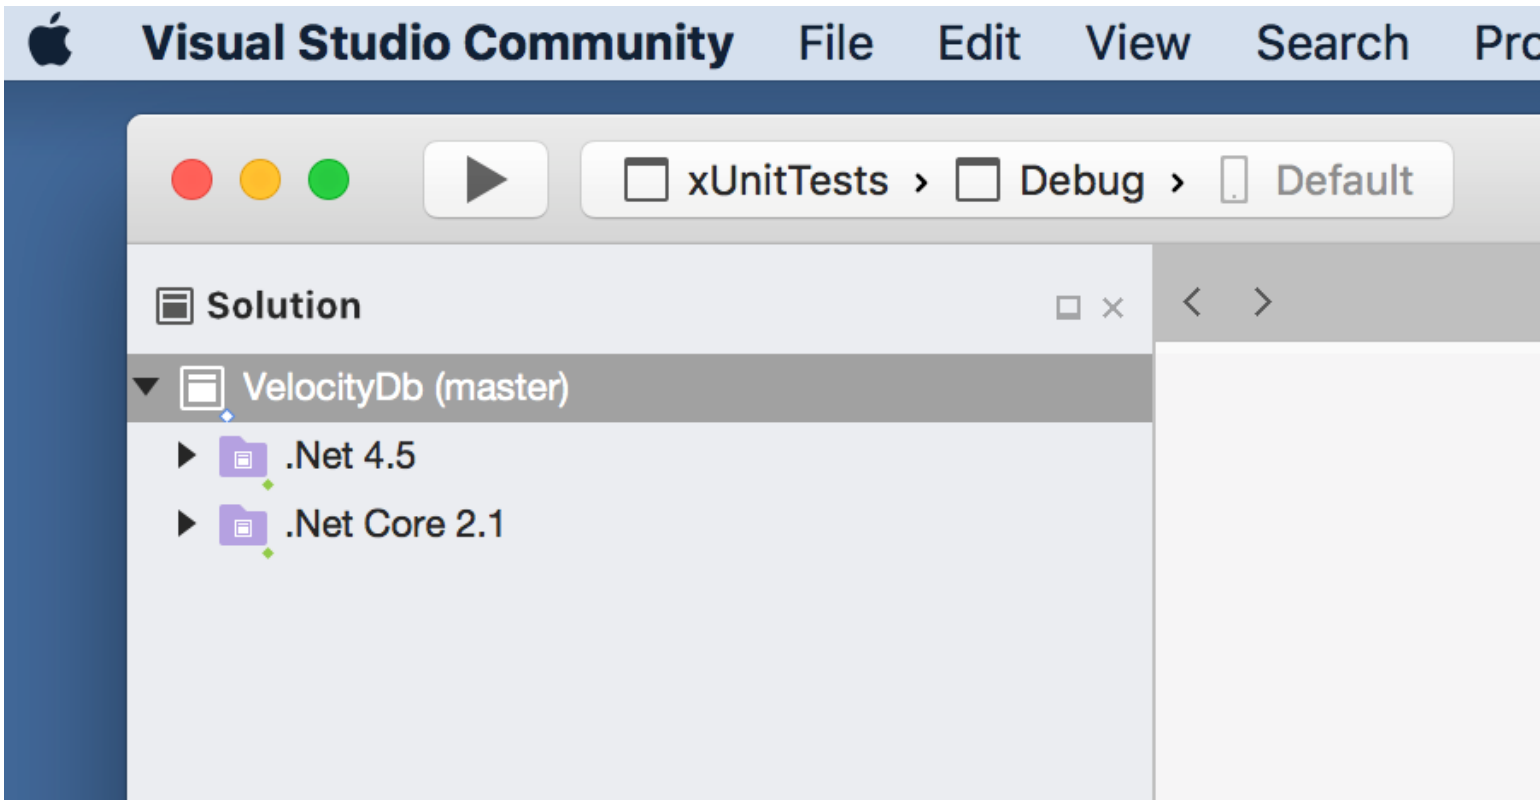 Visual Studio Community File Edit View Search Pro
xUnitTests › Debug › Default
Solution
VelocityDb (master)
.Net 4.5
.Net Core 2.1